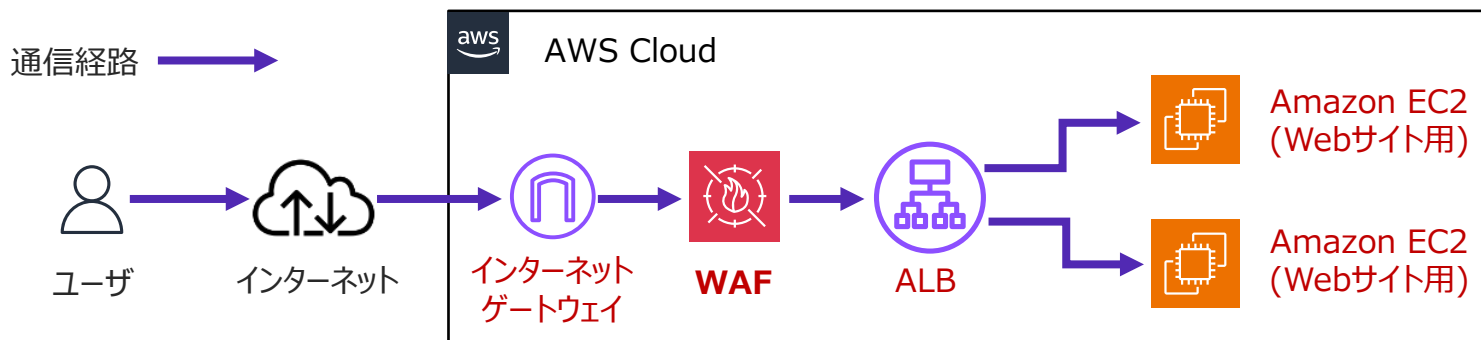 通信経路
aws
AWS Cloud
ユーザ
インターネット
インターネット
ゲートウェイ
WAF
ALB
Amazon EC2
(Webサイト用)
Amazon EC2
(Webサイト用)